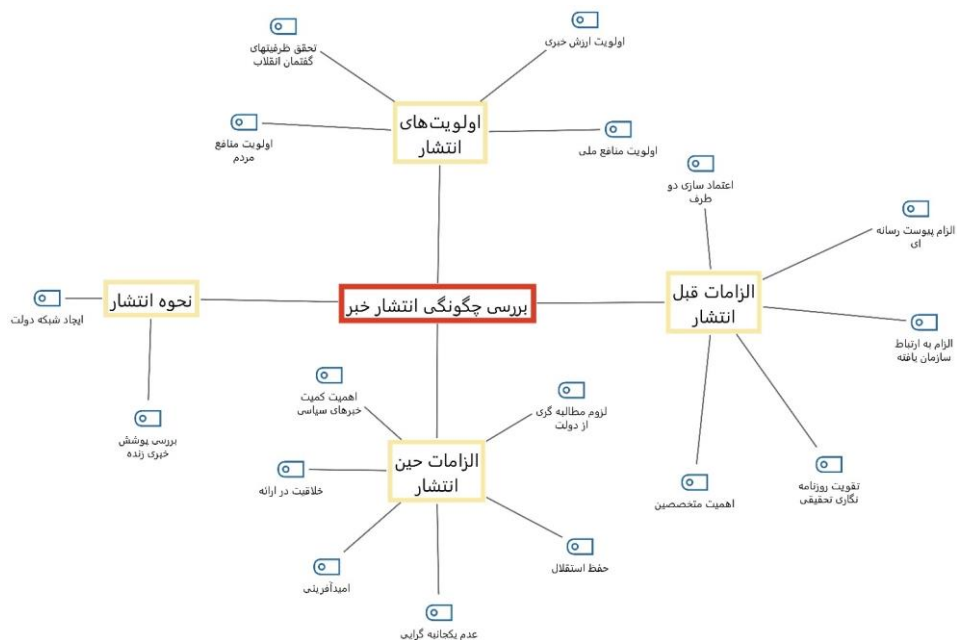 تحقق ظرفیتهای
گفتمان انقلاب
اولویت ارزش خبری
اولویت‌های
انتشار
اولویت منافع
مردم
اولویت منافع ملی
اعتماد سازی دو
طرف
الزام پیوست رسانه
ای
الزامات قبل
انتشار
الزام به ارتباط
سازمان یافته
تقویت روزنامه
نگاری تحقیقی
اهمیت متخصصین
بررسی چگونگی انتشار خبر
نحوه انتشار
ایجاد شبکه دولت
بررسی پوشش
خبری زنده
اهمیت کمیت
خبرهای سیاسی
لزوم مطالبه گری
از دولت
الزامات حین
انتشار
خلاقیت در ارائه
حفظ استقلال
امیدآفرینی
عدم یکجانبه گرایی